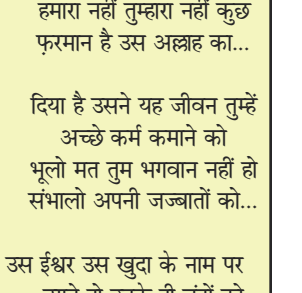 हमारा नहीं तुम्हारा नहीं कुछ
फ़रमान है उस अल्लाह का...
दिया है उसने यह जीवन तुम्हें
अच्छे कर्म कमाने को
भूलो मत तुम भगवान नहीं हो
संभालो अपनी जज्बातों को...
उस ईश्वर उस खुदा के नाम पर